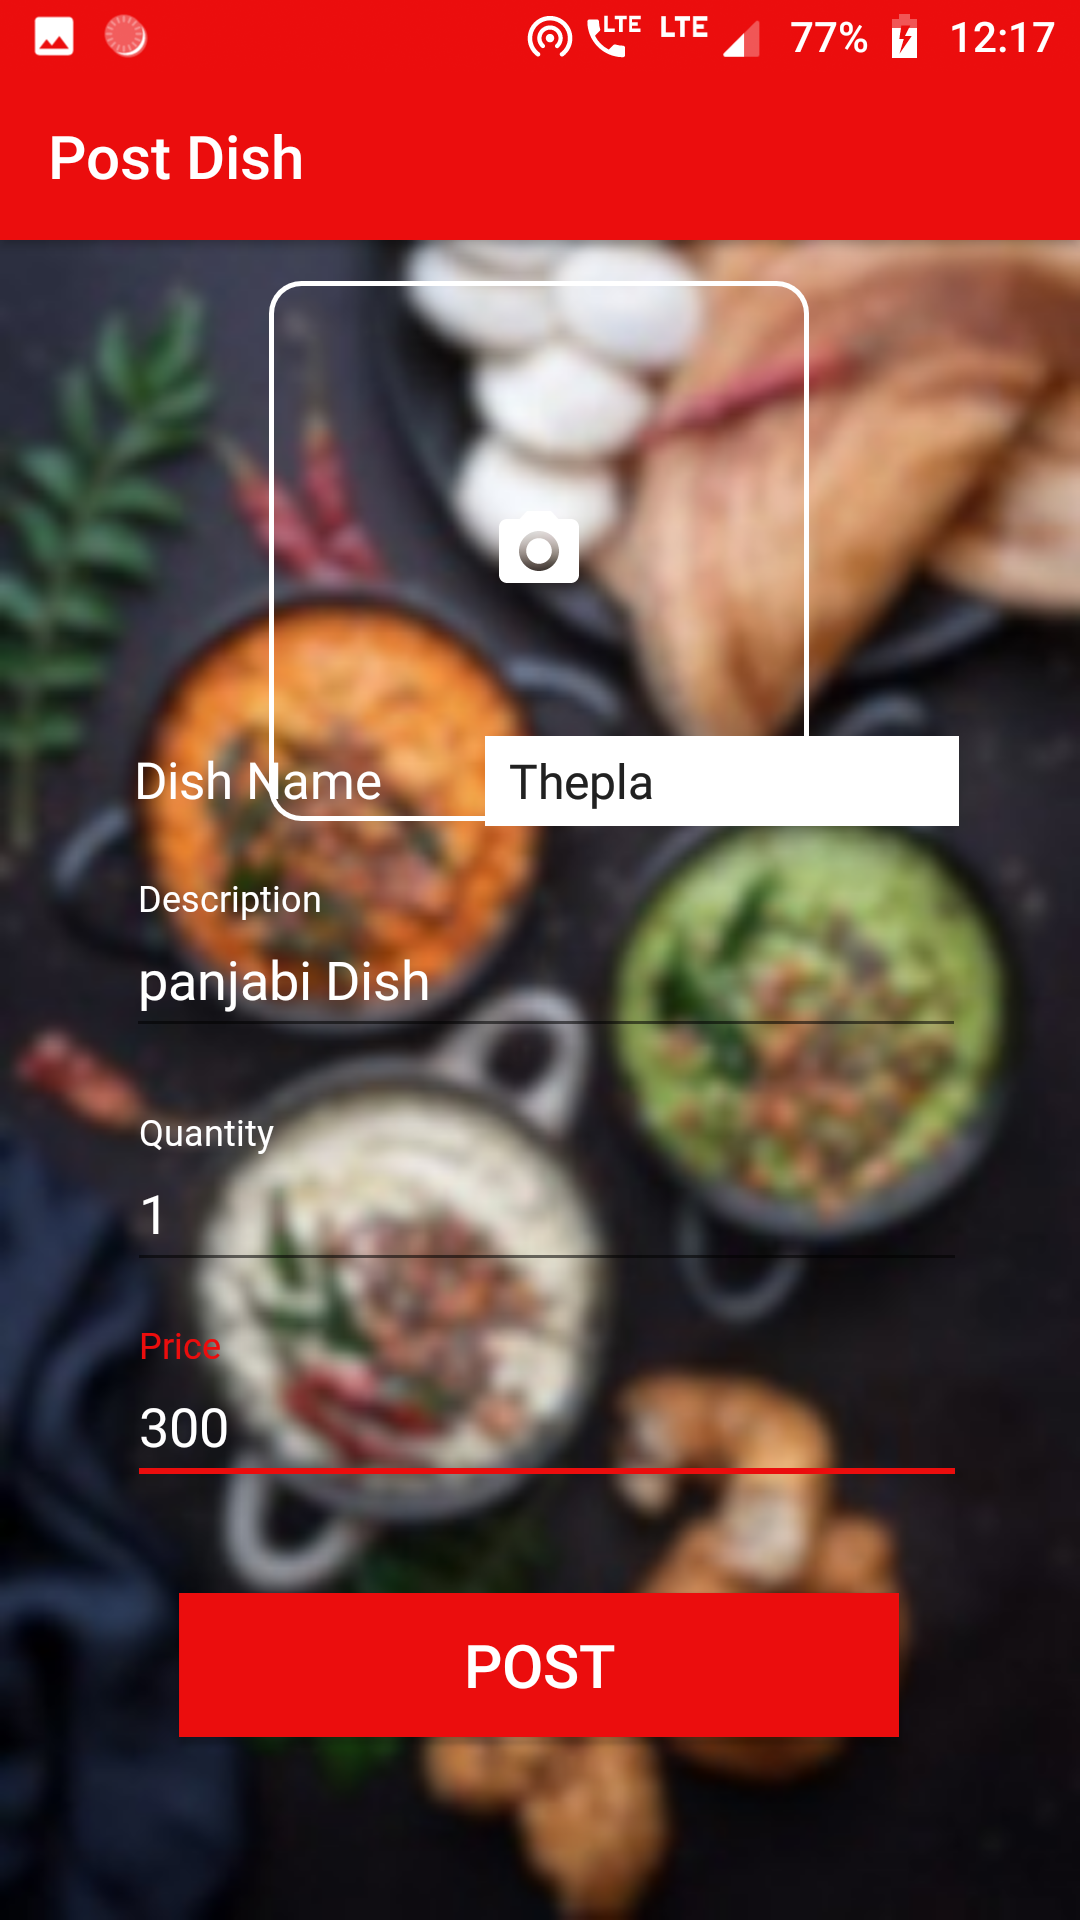 LTE LTE 77% 12:17
Post Dish
Dish Name Thepla
Description
panjabi Dish
Quantity
1
Price
300
POST